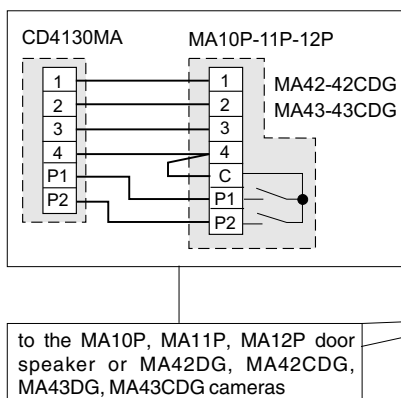 CD4130MA
MA10P-11P-12P
1
2
3
4
P1
P2
1
2
3
4
C
P1
P2
MA42-42CDG
MA43-43CDG
to the MA10P, MA11P, MA12P door
speaker or MA42DG, MA42CDG,
MA43DG, MA43CDG cameras